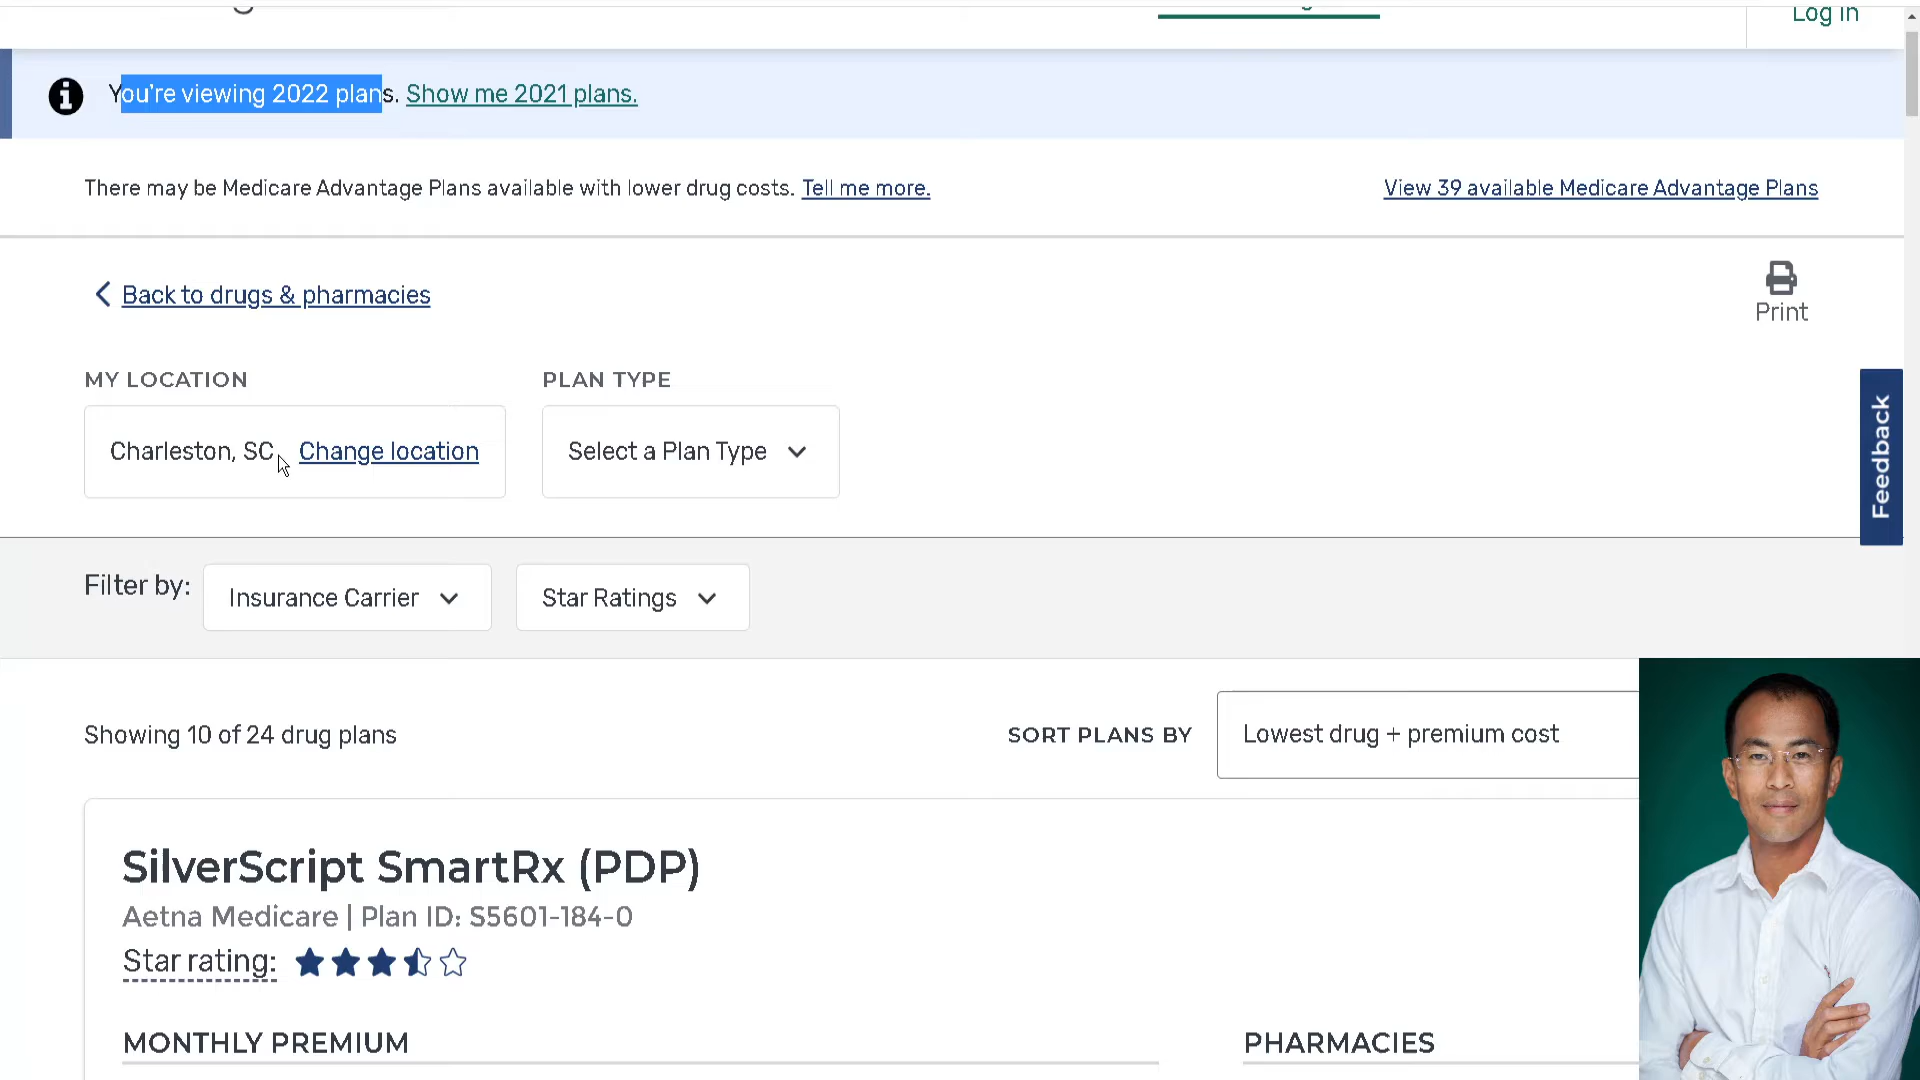 Log in
You're viewing 2022 plans. Show me 2021 plans.
There may be Medicare Advantage Plans available with lower drug costs. Tell me more.
View 39 available Medicare Advantage Plans
Back to drugs & pharmacies
Print
MY LOCATION
PLAN TYPE
Charleston, SC Change location
Select a Plan Type
Feedback
Filter by:
Insurance Carrier
Star Ratings
Showing 10 of 24 drug plans
SORT PLANS BY
Lowest drug + premium cost
SilverScript SmartRx (PDP)
Aetna Medicare | Plan ID: S5601-184-0
Star rating:
MONTHLY PREMIUM
PHARMACIES